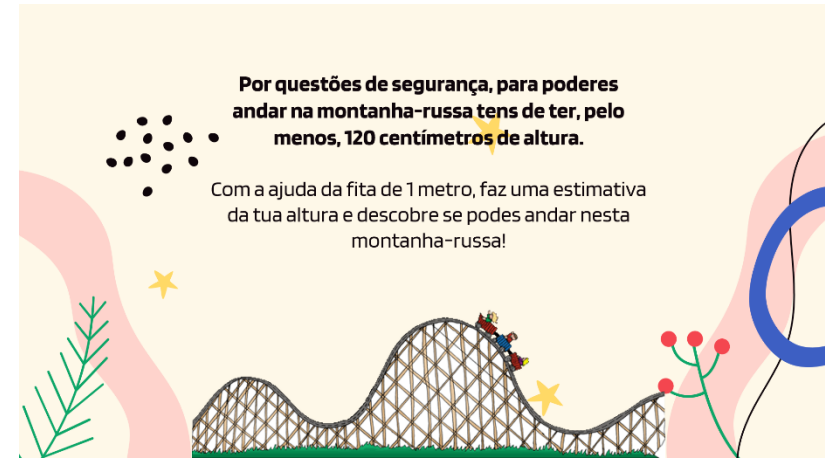 Por questões de segurança, para poderes
andar na montanha-russa tens de ter, pelo
menos, 120 centímetros de altura.
Com a ajuda da fita de 1 metro, faz uma estimativa
da tua altura e descobre se podes andar nesta
montanha-russa!